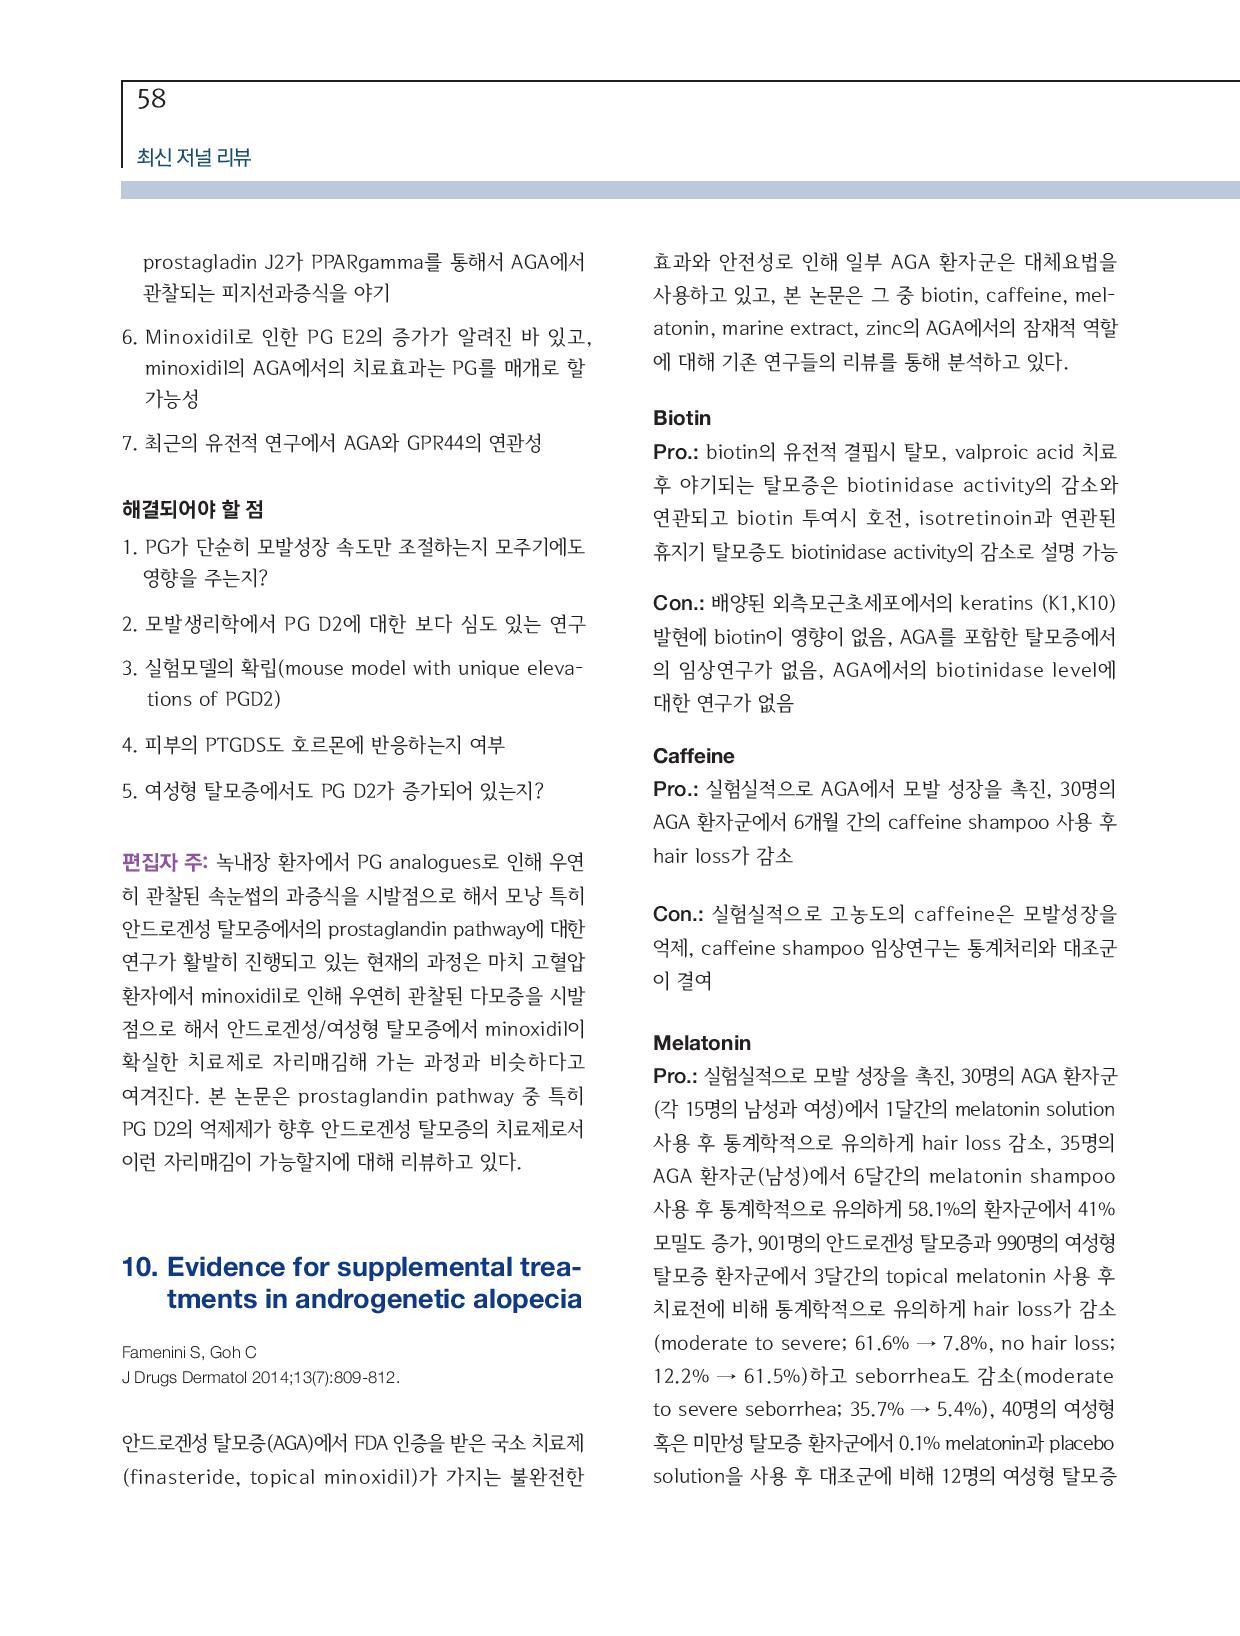 58
최신 저널 리뷰
prostagladin J2가 PPARgamma를 통해서 AGA에서
관찰되는 피지선과증식을 야기
6. Minoxidil로 인한 PG E2의 증가가 알려진 바 있고,
minoxidil의 AGA에서의 치료효과는 PG를 매개로 할
가능성
7. 최근의 유전적 연구에서 AGA와 GPR44의 연관성
해결되어야 할 점
1. PG가 단순히 모발성장 속도만 조절하는지 모주기에도
영향을 주는지?
2. 모발생리학에서 PG D2에 대한 보다 심도 있는 연구
3. 실험모델의 확립(mouse model with unique eleva-
tions of PGD2)
4. 피부의 PTGDS도 호르몬에 반응하는지 여부
5. 여성형 탈모증에서도 PG D2가 증가되어 있는지?
편집자 주: 녹내장 환자에서 PG analogues로 인해 우연
히 관찰된 속눈썹의 과증식을 시발점으로 해서 모낭 특히
안드로겐성 탈모증에서의 prostaglandin pathway에 대한
연구가 활발히 진행되고 있는 현재의 과정은 마치 고혈압
환자에서 minoxidil로 인해 우연히 관찰된 다모증을 시발
점으로 해서 안드로겐성/여성형 탈모증에서 minoxidil이
확실한 치료제로 자리매김해 가는 과정과 비슷하다고
여겨진다. 본 논문은 prostaglandin pathway 중 특히
PG D2의 억제제가 향후 안드로겐성 탈모증의 치료제로서
이런 자리매김이 가능할지에 대해 리뷰하고 있다.
10. Evidence for supplemental trea-
tments in androgenetic alopecia
Famenini S, Goh C
J Drugs Dermatol 2014;13(7):809-812.
안드로겐성 탈모증(AGA)에서 FDA 인증을 받은 국소 치료제
(finasteride, topical minoxidil)가 가지는 불완전한
효과와 안전성로 인해 일부 AGA 환자군은 대체요법을
사용하고 있고, 본 논문은 그 중 biotin, caffeine, mel-
atonin, marine extract, zinc의 AGA에서의 잠재적 역할
에 대해 기존 연구들의 리뷰를 통해 분석하고 있다.
Biotin
Pro.: biotin의 유전적 결핍시 탈모, valproic acid 치료
후 야기되는 탈모증은 biotinidase activity의 감소와
연관되고 biotin 투여시 호전, isotretinoin과 연관된
휴지기 탈모증도 biotinidase activity의 감소로 설명 가능
Con.: 배양된 외측모근초세포에서의 keratins (K1,K10)
발현에 biotin이 영향이 없음, AGA를 포함한 탈모증에서
의 임상연구가 없음, AGA에서의 biotinidase level에
대한 연구가 없음
Caffeine
Pro.: 실험실적으로 AGA에서 모발 성장을 촉진, 30명의
AGA 환자군에서 6개월 간의 caffeine shampoo 사용 후
hair loss가 감소
Con.: 실험실적으로 고농도의 caffeine은 모발성장을
억제, caffeine shampoo 임상연구는 통계처리와 대조군
이 결여
Melatonin
Pro.: 실험실적으로 모발 성장을 촉진, 30명의 AGA 환자군
(각 15명의 남성과 여성)에서 1달간의 melatonin solution
사용 후 통계학적으로 유의하게 hair loss 감소, 35명의
AGA 환자군(남성)에서 6달간의 melatonin shampoo
사용 후 통계학적으로 유의하게 58.1%의 환자군에서 41%
모밀도 증가, 901명의 안드로겐성 탈모증과 990명의 여성형
탈모증 환자군에서 3달간의 topical melatonin 사용 후
치료전에 비해 통계학적으로 유의하게 hair loss가 감소
(moderate to severe; 61.6% → 7.8%, no hair loss;
12.2% → 61.5%)하고 seborrhea도 감소(moderate
to severe seborrhea; 35.7% → 5.4%), 40명의 여성형
혹은 미만성 탈모증 환자군에서 0.1% melatonin과 placebo
solution을 사용 후 대조군에 비해 12명의 여성형 탈모증